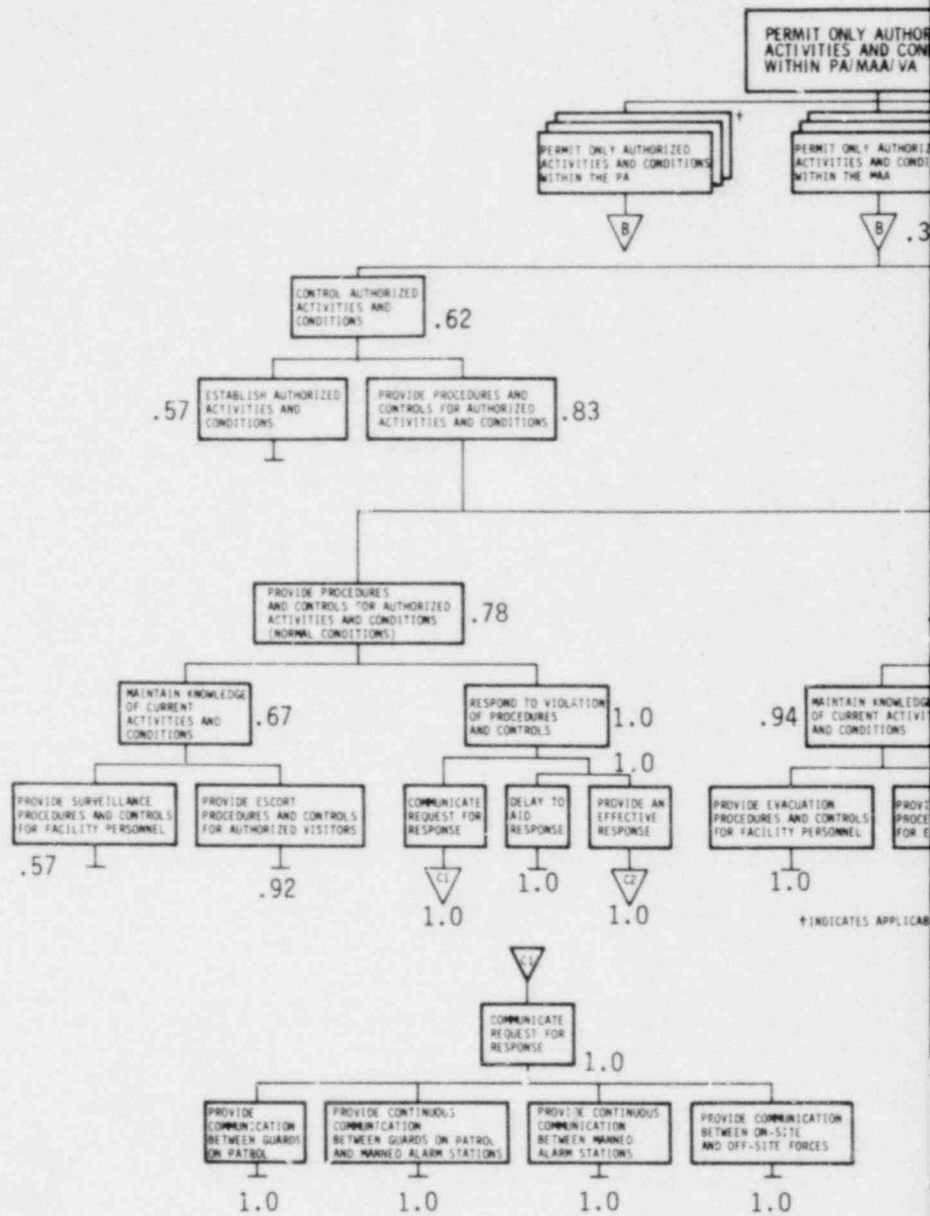 PERMIT ONLY AUTHOR
ACTIVITIES AND CON
WITHIN PA/MAA/VA
†
PERMIT ONLY AUTHORIZED
ACTIVITIES AND CONDITIONS
WITHIN THE PA
PERMIT ONLY AUTHORIZ
ACTIVITIES AND CONDI
WITHIN THE MAA
B
B
.3
CONTROL AUTHORIZED
ACTIVITIES AND
CONDITIONS
.62
.57
ESTABLISH AUTHORIZED
ACTIVITIES AND
CONDITIONS
PROVIDE PROCEDURES AND
CONTROLS FOR AUTHORIZED
ACTIVITIES AND CONDITIONS
.83
PROVIDE PROCEDURES
AND CONTROLS FOR AUTHORIZED
ACTIVITIES AND CONDITIONS
(NORMAL CONDITIONS)
.78
MAINTAIN KNOWLEDGE
OF CURRENT
ACTIVITIES AND
CONDITIONS
.67
RESPOND TO VIOLATION
OF PROCEDURES
AND CONTROLS
1.0
.94
MAINTAIN KNOWLEDGE
OF CURRENT ACTIVIT
AND CONDITIONS
1.0
PROVIDE SURVEILLANCE
PROCEDURES AND CONTROLS
FOR FACILITY PERSONNEL
PROVIDE ESCORT
PROCEDURES AND CONTROLS
FOR AUTHORIZED VISITORS
COMMUNICATE
REQUEST FOR
RESPONSE
DELAY TO
AID
RESPONSE
PROVIDE AN
EFFECTIVE
RESPONSE
PROVIDE EVACUATION
PROCEDURES AND CONTROLS
FOR FACILITY PERSONNEL
PROVI
PROCE
FOR E
.57
.92
C1
1.0
1.0
C2
1.0
1.0
†INDICATES APPLICAB
C1
COMMUNICATE
REQUEST FOR
RESPONSE
1.0
PROVIDE
COMMUNICATION
BETWEEN GUARDS
ON PATROL
PROVIDE CONTINUOUS
COMMUNICATION
BETWEEN GUARDS ON PATROL
AND MANNED ALARM STATIONS
PROVIDE CONTINUOUS
COMMUNICATION
BETWEEN MANNED
ALARM STATIONS
PROVIDE COMMUNICATION
BETWEEN ON-SITE
AND OFF-SITE FORCES
1.0
1.0
1.0
1.0